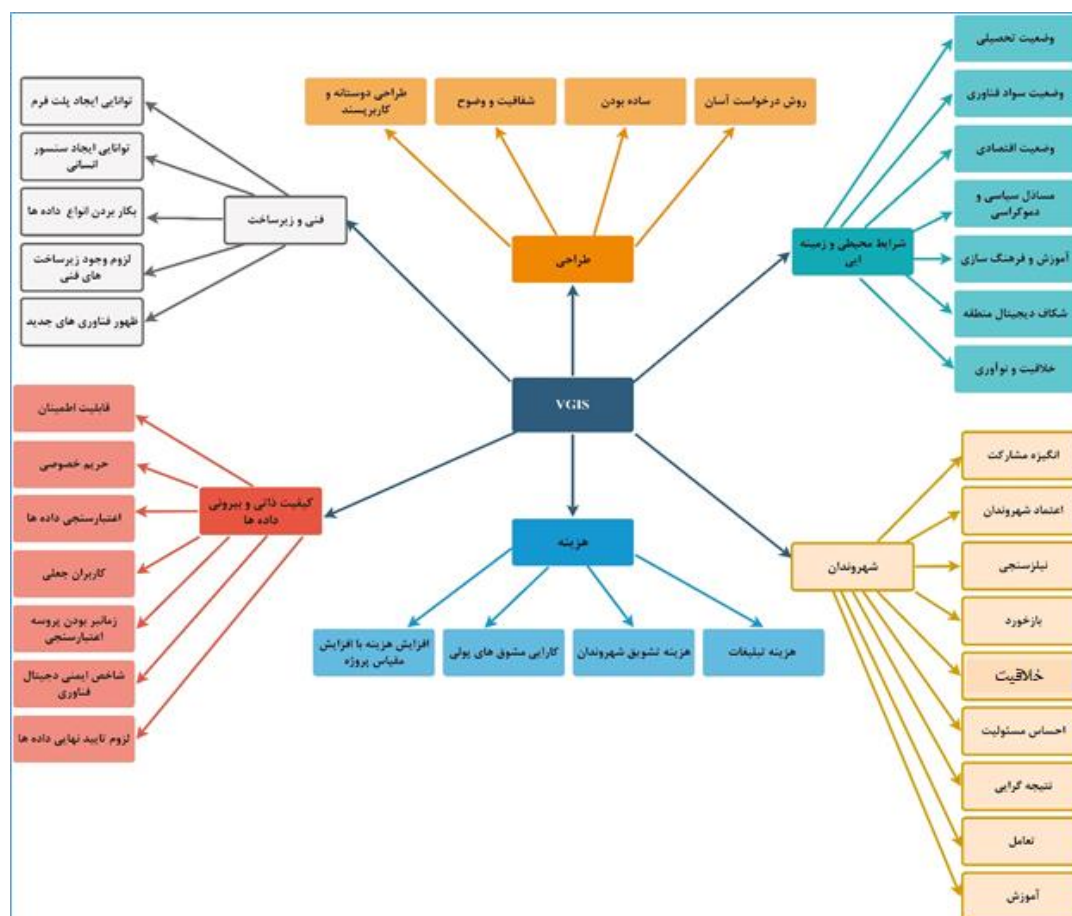 وضعیت تحصیلی
وضعیت سواد فناوری
وضعیت اقتصادی
مسائل سیاسی و
دموکراسی
آموزش و فرهنگ سازی
شکاف دیجیتال منطقه
خلاقیت و نوآوری
شرایط محیطی و زمینه
ایی
روش درخواست آسان
ساده بودن
شفافیت و وضوح
طراحی دوستانه و
کاربرپسند
طراحی
توانایی ایجاد پلت فرم
توانایی ایجاد سنسور
انسانی
بکار بردن انواع داده ها
لزوم وجود زیرساخت
های فنی
ظهور فناوری های جدید
فنی و زیرساخت
VGIS
انگیزه مشارکت
اعتماد شهروندان
نیازسنجی
بازخورد
خلاقیت
احساس مسئولیت
نتیجه گرایی
تعامل
آموزش
شهروندان
هزینه
هزینه تبلیغات
هزینه تشویق شهروندان
کارایی مشوق های پولی
افزایش هزینه با افزایش
مقیاس پروژه
کیفیت ذاتی و بیرونی
داده ها
قابلیت اطمینان
حریم خصوصی
اعتبارسنجی داده ها
کاربران جعلی
زمانبر بودن پروسه
اعتبارسنجی
شاخص ایمنی دجیتال
فناوری
لزوم تایید نهایی داده ها